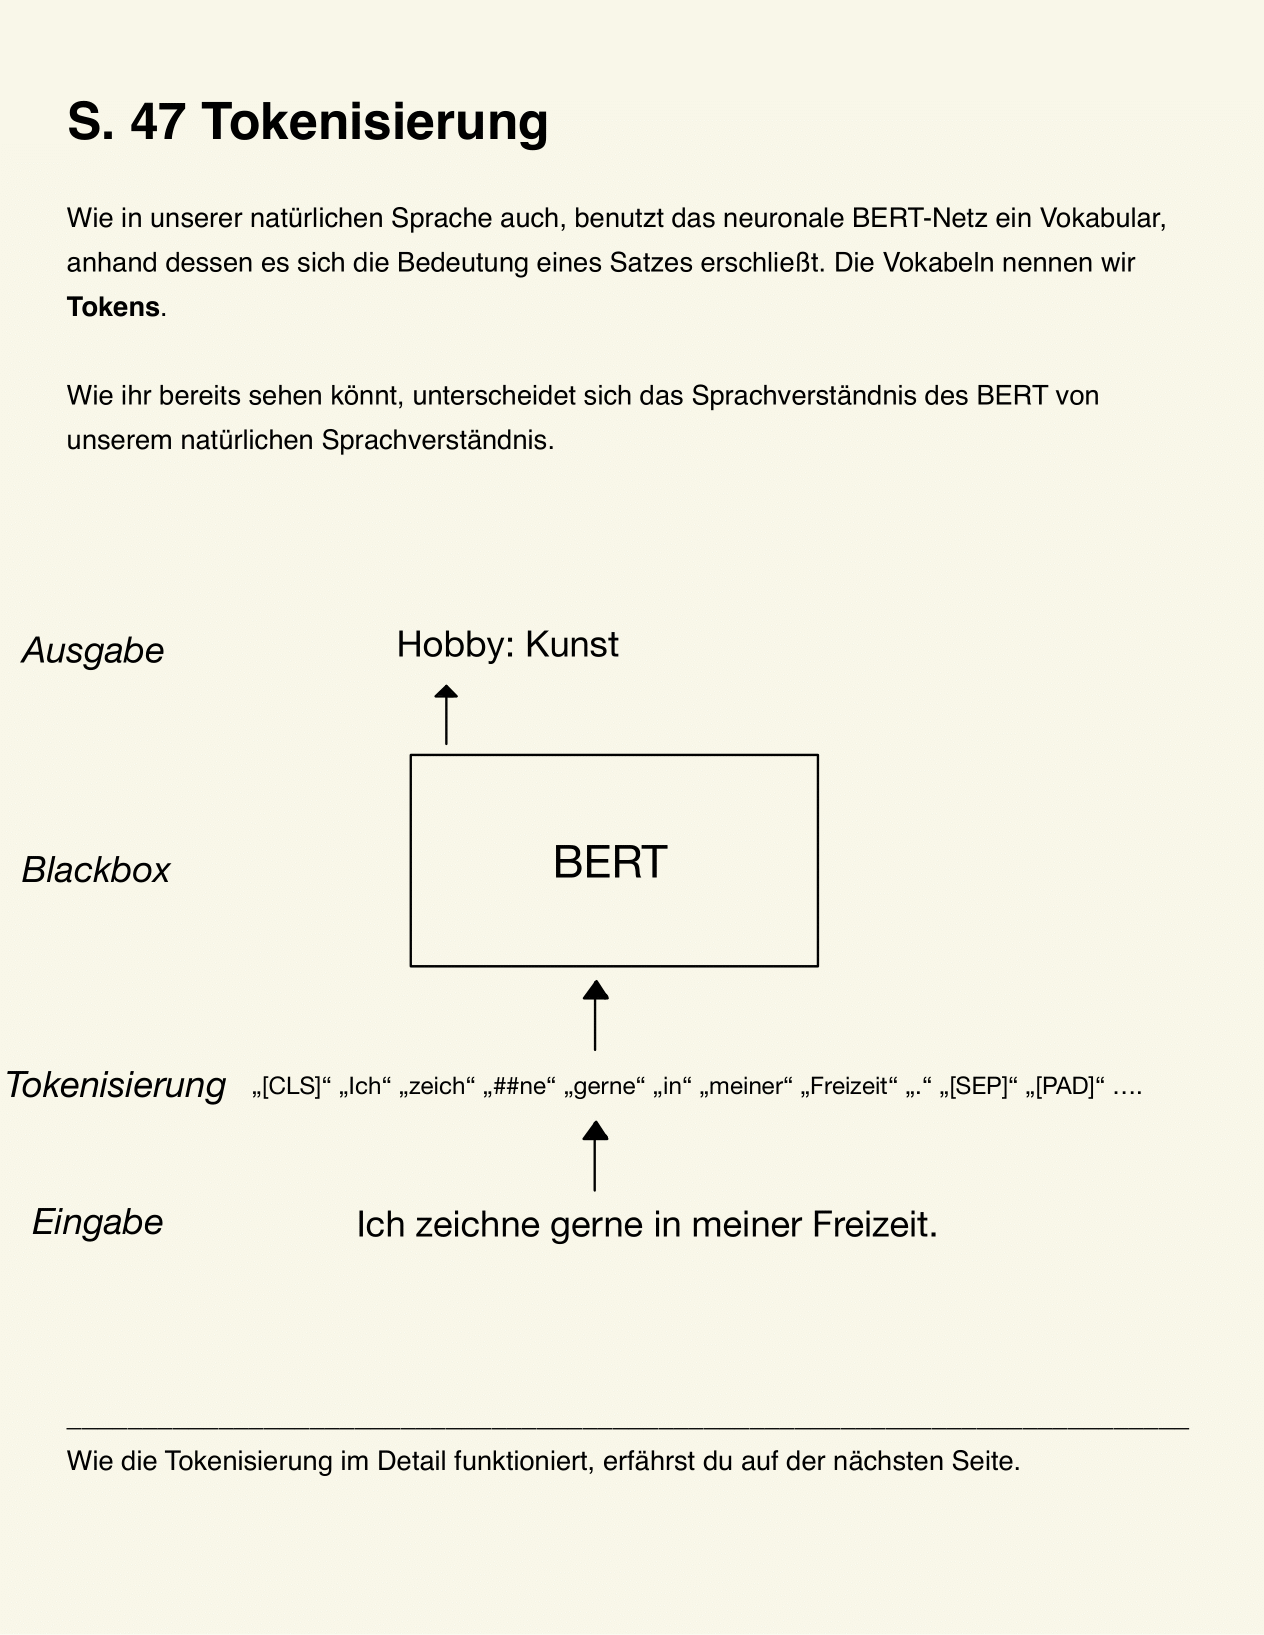 S. 47 Tokenisierung
Wie in unserer natürlichen Sprache auch, benutzt das neuronale BERT-Netz ein Vokabular,
anhand dessen es sich die Bedeutung eines Satzes erschließt. Die Vokabeln nennen wir
Tokens.
Wie ihr bereits sehen könnt, unterscheidet sich das Sprachverständnis des BERT von
unserem natürlichen Sprachverständnis.
Ausgabe
Hobby: Kunst
Blackbox
BERT
Tokenisierung
„[CLS]“ „Ich“ „zeich“ „##ne“ „gerne“ „in“ „meiner“ „Freizeit“ „.“ „[SEP]“ „[PAD]“ ….
Eingabe
Ich zeichne gerne in meiner Freizeit.
Wie die Tokenisierung im Detail funktioniert, erfährst du auf der nächsten Seite.